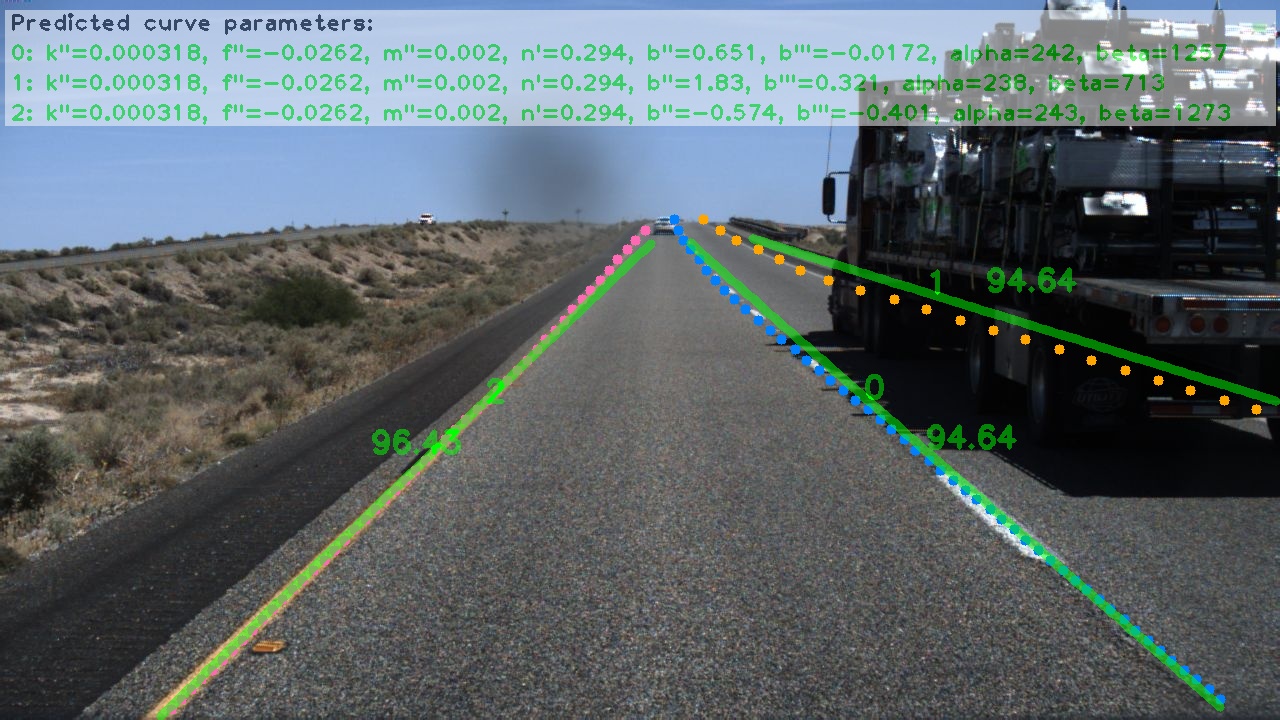 Predicted curve parameters:
0: k''=0.000318, f''=-0.0262, m''=0.002, n'=0.294, b''=0.651, b'''=-0.0172, alpha=242, beta=1257
1: k''=0.000318, f''=-0.0262, m''=0.002, n'=0.294, b''=1.83, b'''=0.321, alpha=238, beta=713
2: k''=0.000318, f''=-0.0262, m''=0.002, n'=0.294, b''=-0.574, b'''=-0.401, alpha=243, beta=1273
1 94.64
2
0
96.43
94.64
UTILITY